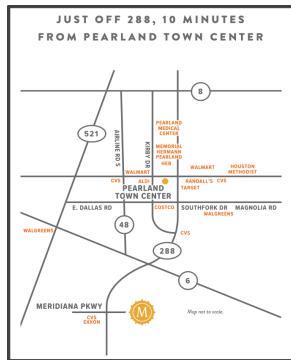 JUST OFF 288, 10 MINUTES
FROM PEARLAND TOWN CENTER
8
521
AIRLINE RD S
KIRBY DR
PEARLAND
MEDICAL
CENTER
MEMORIAL
HERMANN
PEARLAND
HEB
WALMART
WALMART
HOUSTON
METHODIST
CVS
ALDI
RANDALL'S
CVS
TARGET
PEARLAND
TOWN CENTER
E. DALLAS RD
COSTCO
SOUTHFORK DR
MAGNOLIA RD
WALGREENS
WALGREENS
48
CVS
288
6
MERIDIANA PKWY
CVS
EXXON
M
Map not to scale.